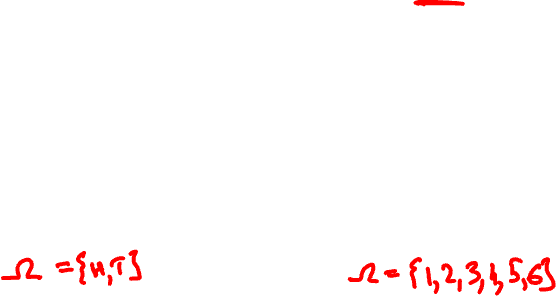 Ω = {H,T}
Ω = {1,2,3,4,5,6}